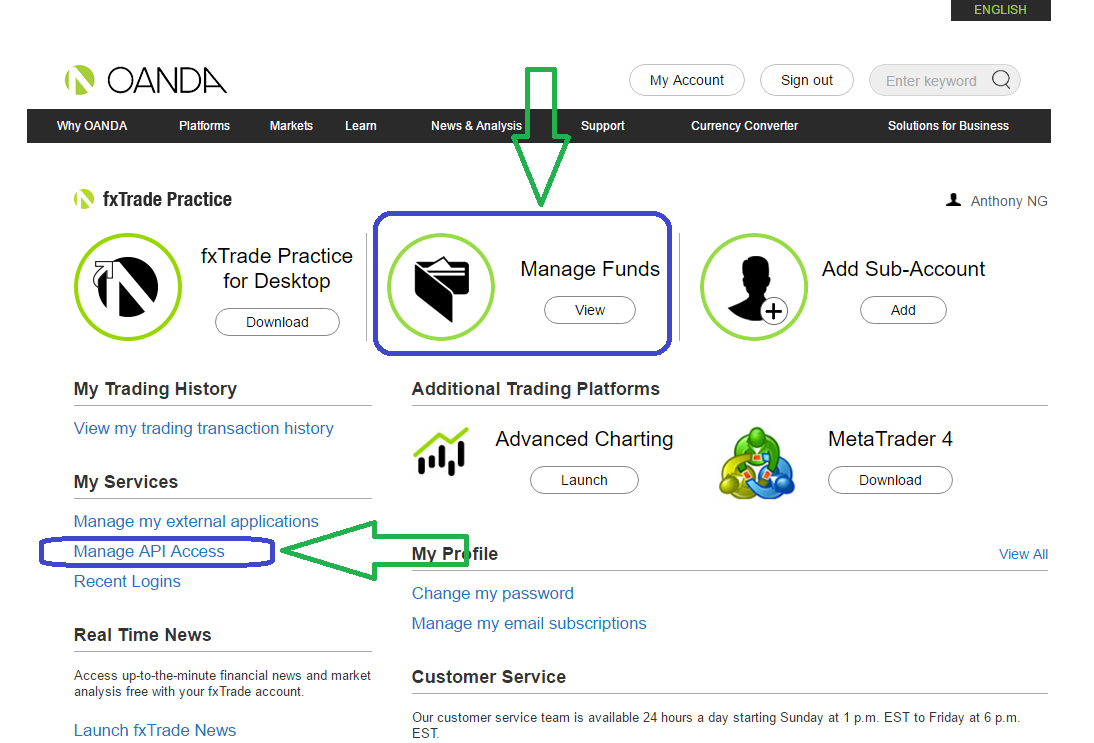 ENGLISH
OANDA
My Account
Sign out
Enter keyword
Why OANDA
Platforms
Markets
Learn
News & Analysis
Support
Currency Converter
Solutions for Business
fxTrade Practice
Anthony NG
fxTrade Practice
for Desktop
Download
Manage Funds
View
Add Sub-Account
Add
My Trading History
View my trading transaction history
My Services
Manage my external applications
Manage API Access
Recent Logins
Real Time News
Access up-to-the-minute financial news and market
analysis free with your fxTrade account.
Launch fxTrade News
Additional Trading Platforms
Advanced Charting
Launch
MetaTrader 4
Download
My Profile
View All
Change my password
Manage my email subscriptions
Customer Service
Our customer service team is available 24 hours a day starting Sunday at 1 p.m. EST to Friday at 6 p.m.
EST.